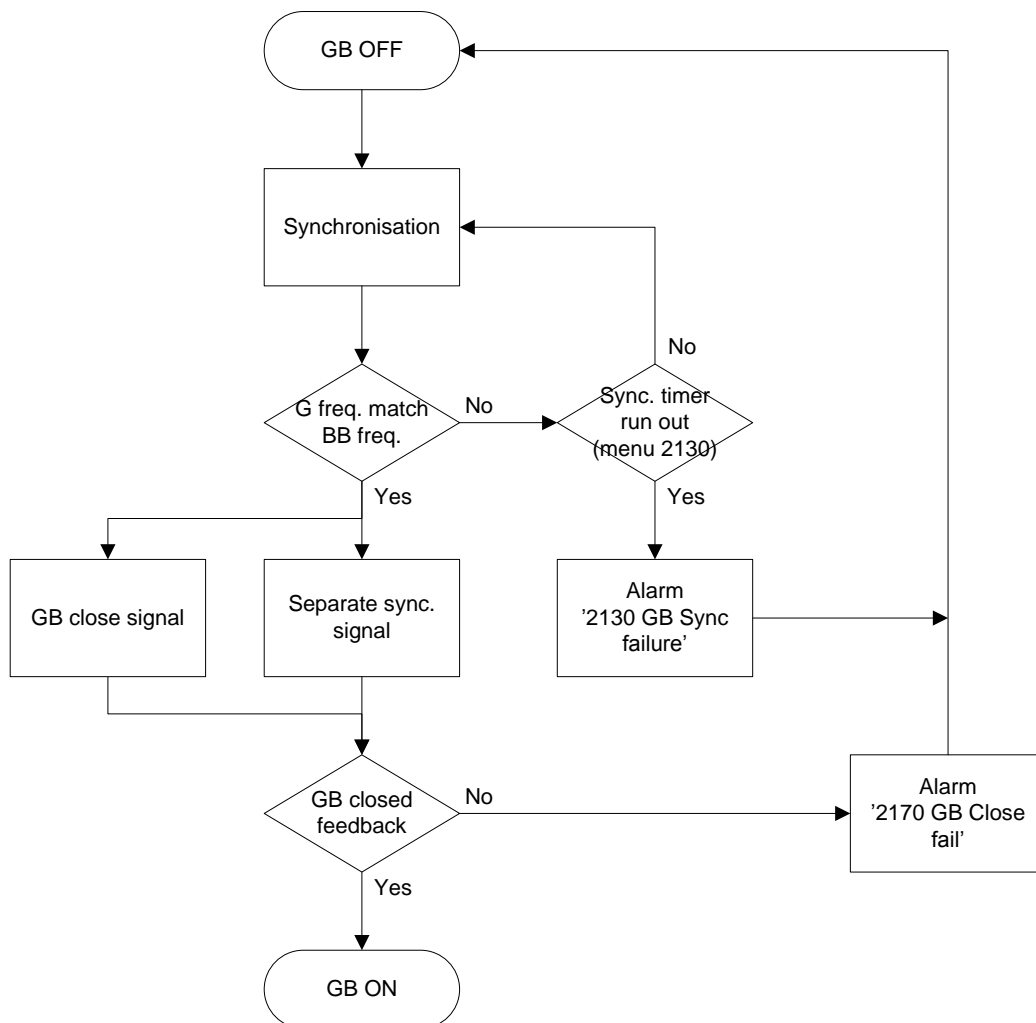 GB OFF
Synchronisation
No
G freq. match
BB freq.
No
Sync. timer
run out
(menu 2130)
Yes
Yes
GB close signal
Separate sync.
signal
Alarm
'2130 GB Sync
failure'
GB closed
feedback
No
Alarm
'2170 GB Close
fail'
Yes
GB ON